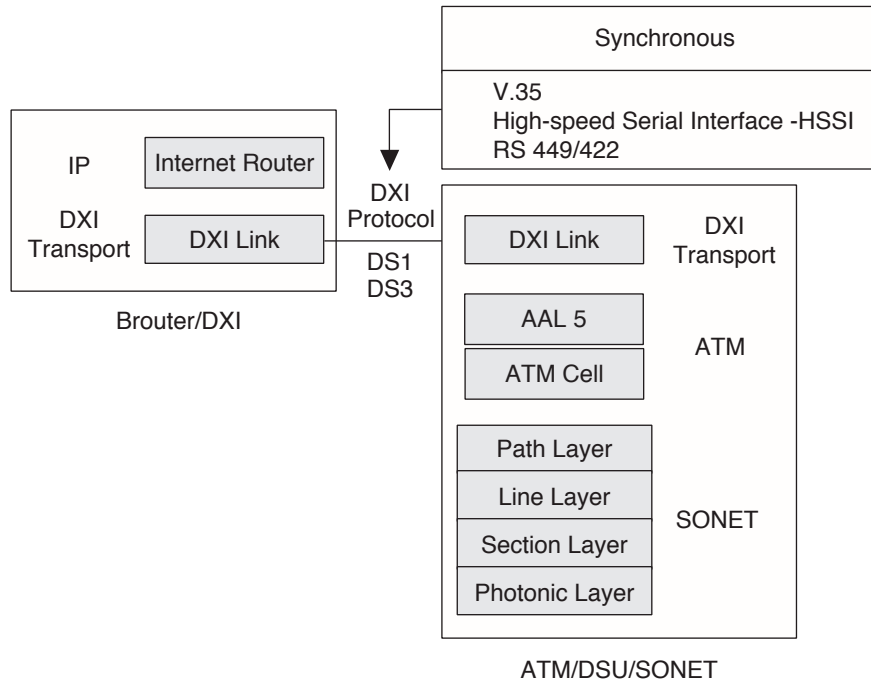 Synchronous
V.35
High-speed Serial Interface -HSSI
RS 449/422
IP
Internet Router
DXI
Transport
DXI Link
Brouter/DXI
DXI
Protocol
DS1
DS3
DXI Link
DXI
Transport
AAL 5
ATM Cell
ATM
Path Layer
Line Layer
Section Layer
Photonic Layer
SONET
ATM/DSU/SONET